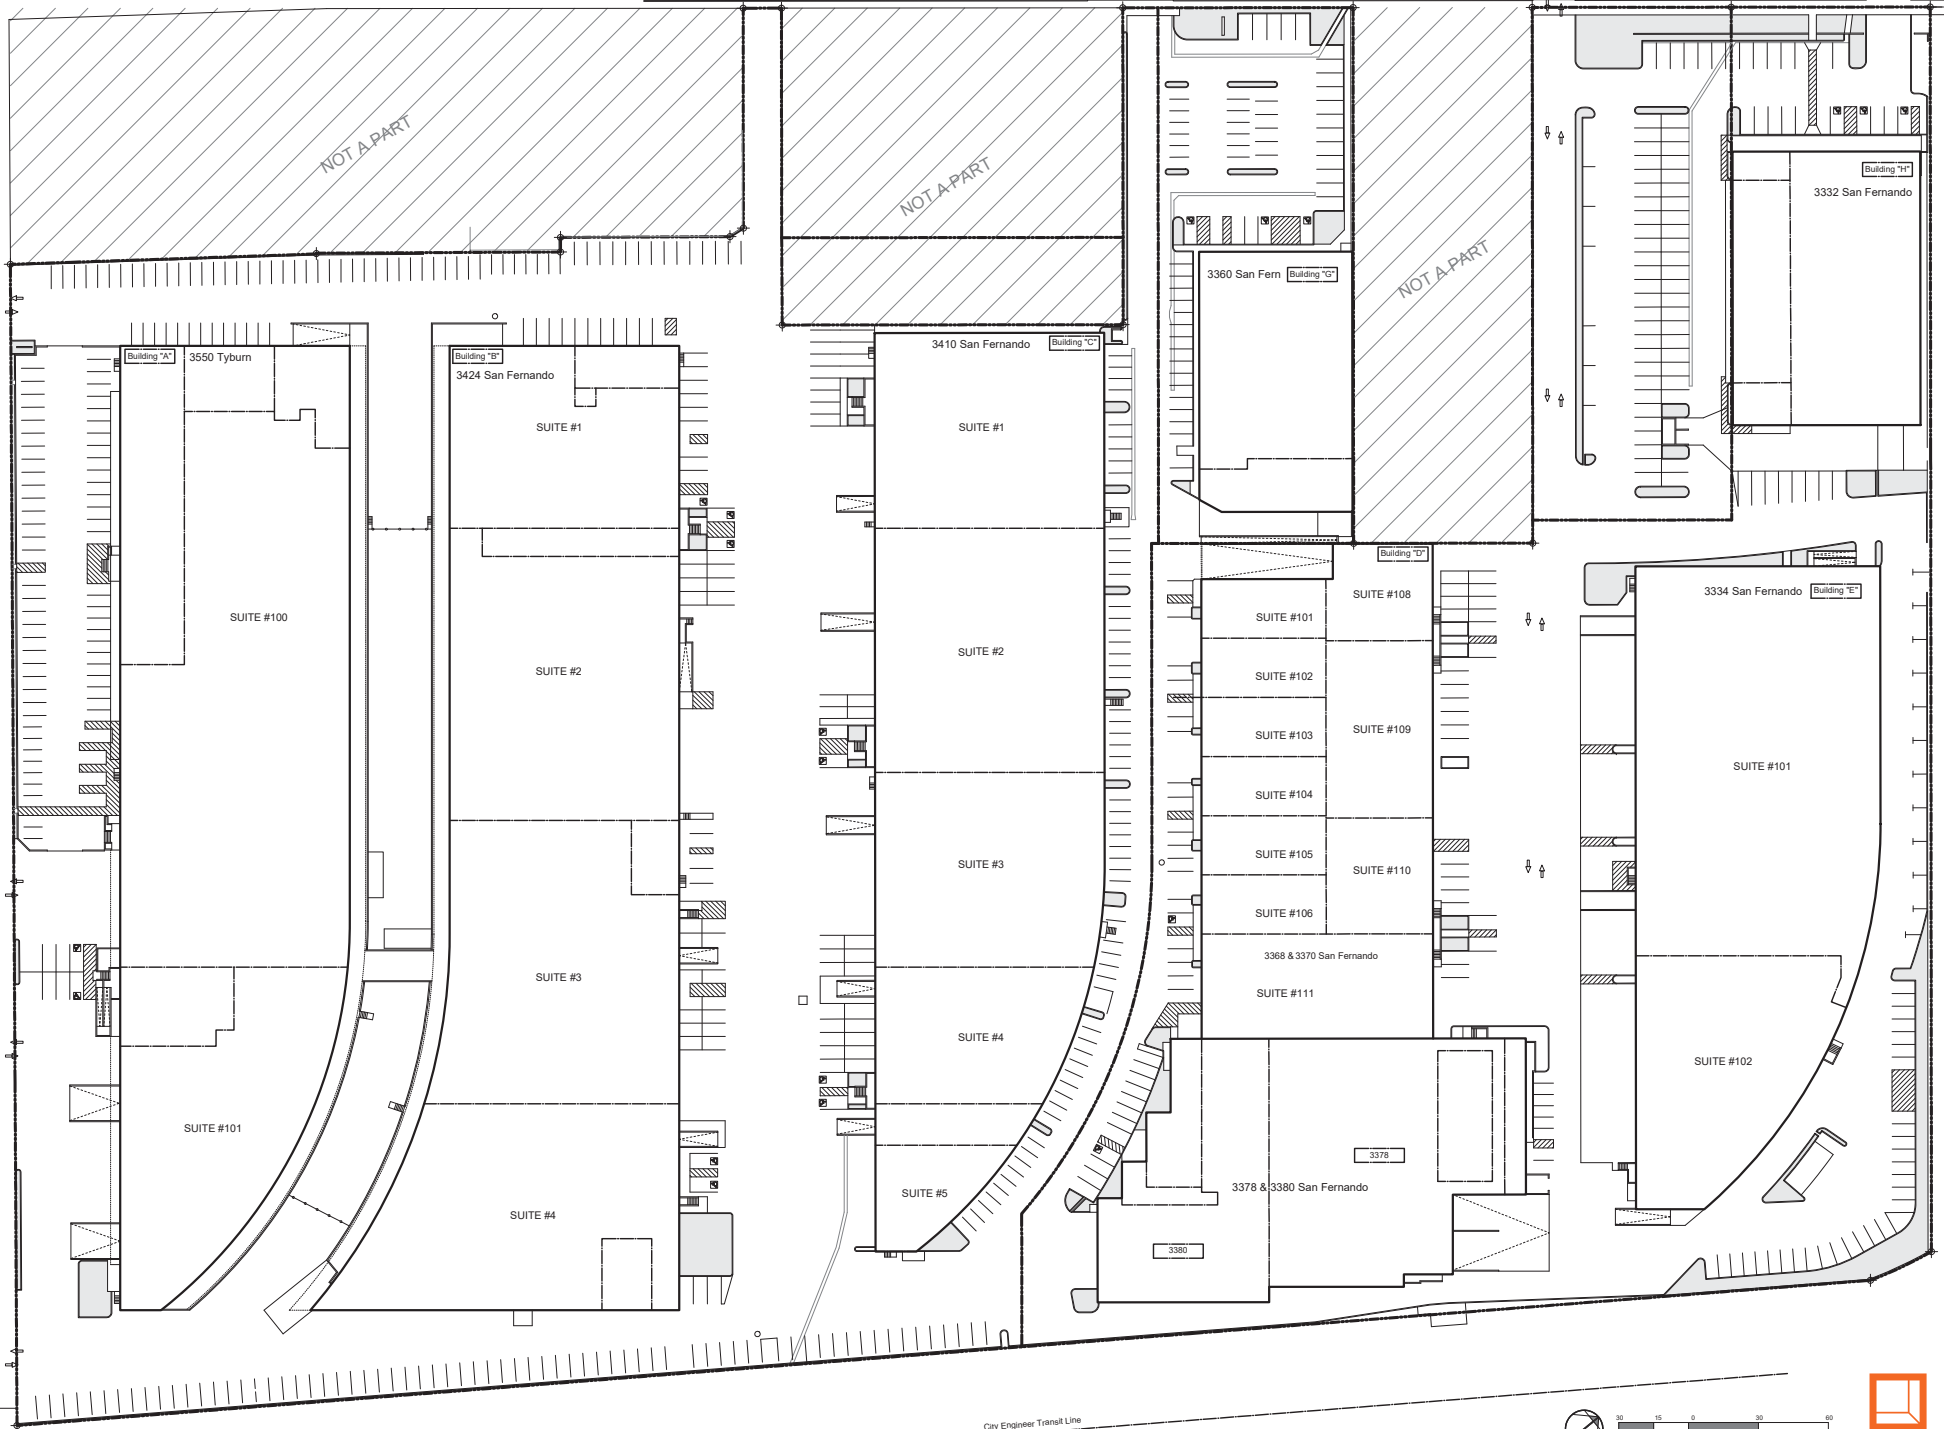 NOT A PART
NOT A PART
NOT A PART
Building "H"
3332 San Fernando
3360 San Fern
Building "G"
Building "A"
3550 Tyburn
Building "B"
3424 San Fernando
3410 San Fernando
Building "C"
SUITE #1
SUITE #1
SUITE #100
SUITE #2
SUITE #2
SUITE #3
SUITE #3
SUITE #4
SUITE #101
SUITE #4
SUITE #5
Building "D"
SUITE #108
SUITE #101
SUITE #102
SUITE #109
SUITE #103
SUITE #104
SUITE #105
SUITE #110
SUITE #106
3368 & 3370 San Fernando
SUITE #111
3334 San Fernando
Building "E"
SUITE #101
SUITE #102
3378
3378 & 3380 San Fernando
3380
City Engineer Transit Line
30 15 0 30 60